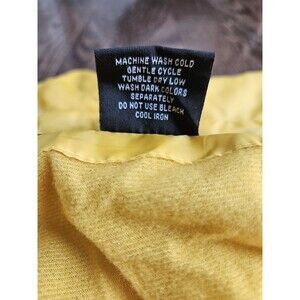 MACHINE WASH COLD
GENTLE CYCLE
TUMBLE DRY LOW
WASH DARK COLORS
SEPARATELY
DO NOT USE BLEACH
COOL IRON